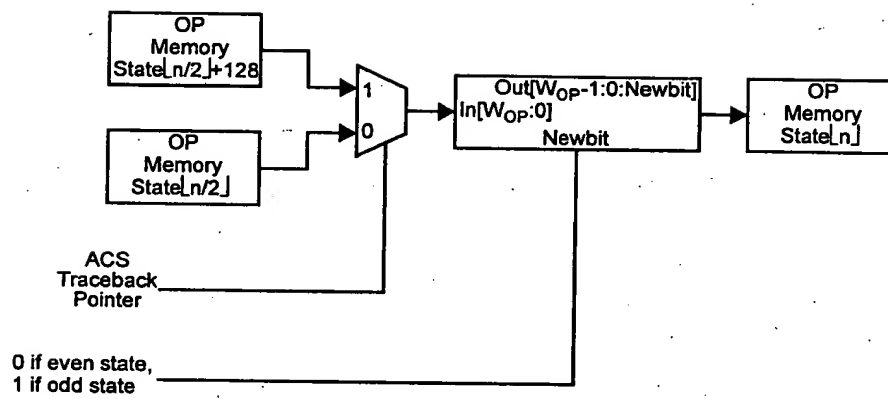 OP
Memory
State⌊n/2⌋+128
OP
Memory
State⌊n/2⌋
1
0
Out[W_OP-1:0:Newbit]
In[W_OP:0]
Newbit
OP
Memory
State⌊n⌋
ACS
Traceback
Pointer
0 if even state,
1 if odd state